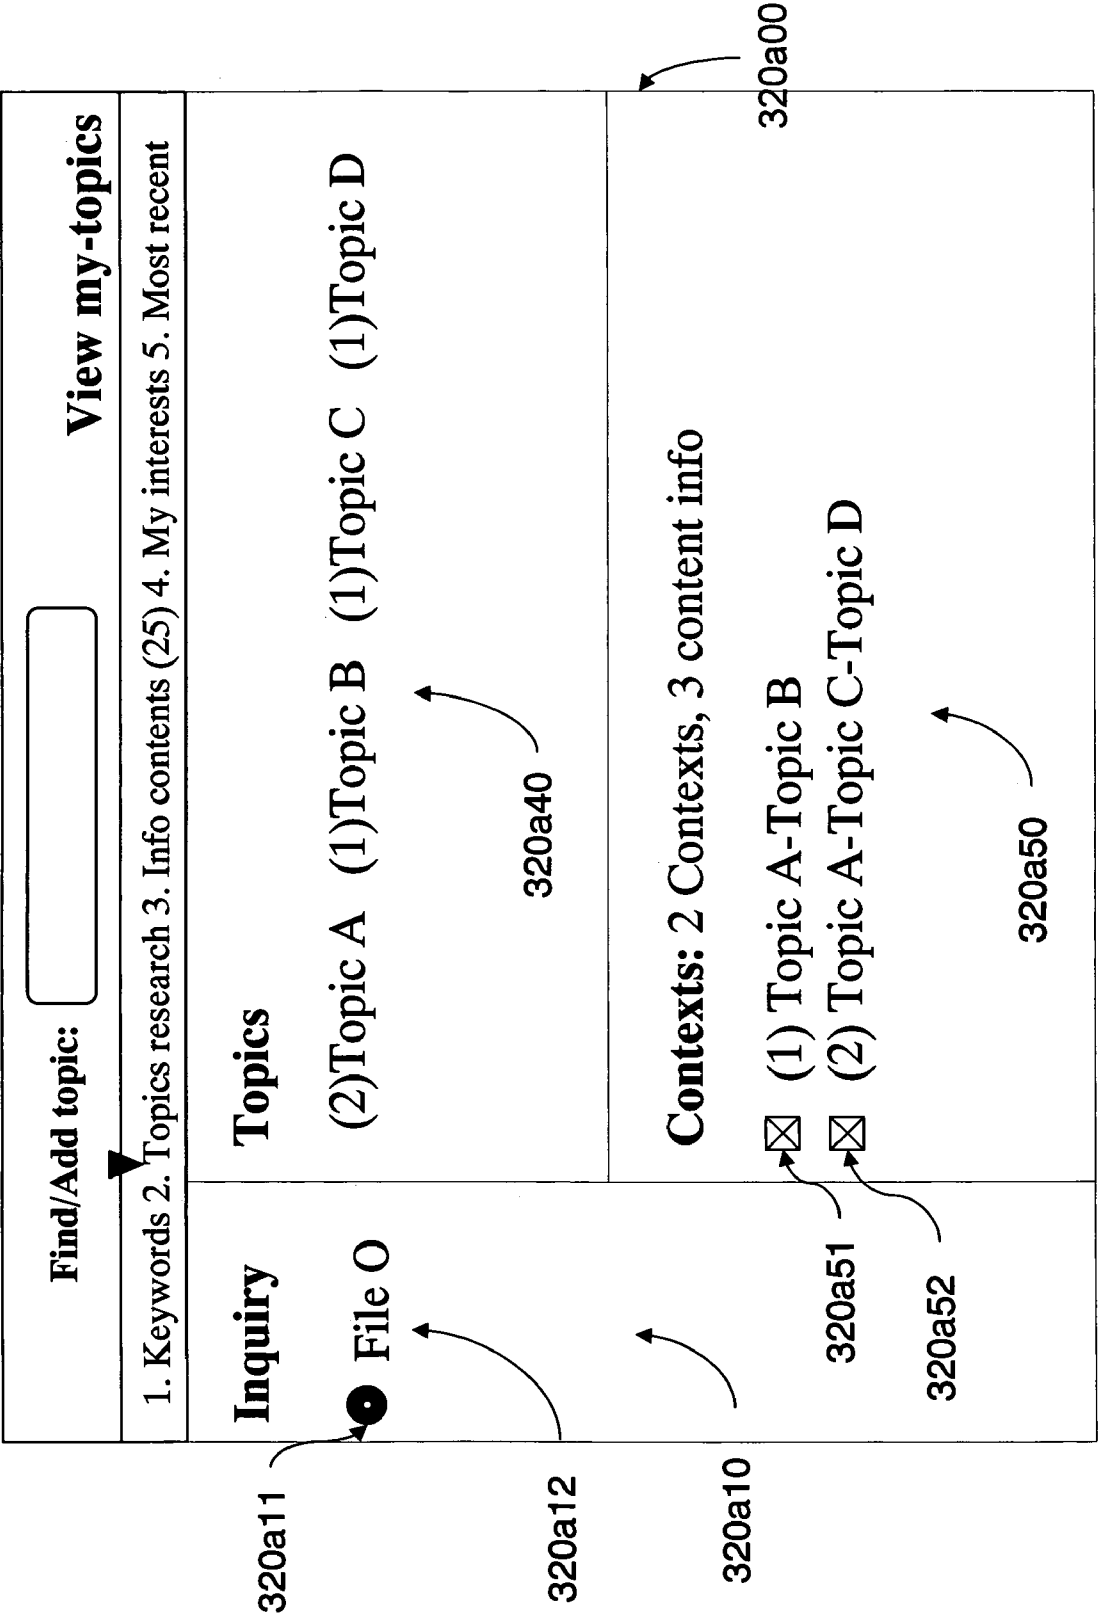 Find/Add topic:
View my-topics
1. Keywords 2. Topics research 3. Info contents (25) 4. My interests 5. Most recent
Inquiry
File O
Topics
(2)Topic A (1)Topic B (1)Topic C (1)Topic D
Contexts: 2 Contexts, 3 content info
(1) Topic A-Topic B
(2) Topic A-Topic C-Topic D
320a11
320a12
320a10
320a40
320a51
320a52
320a50
320a00